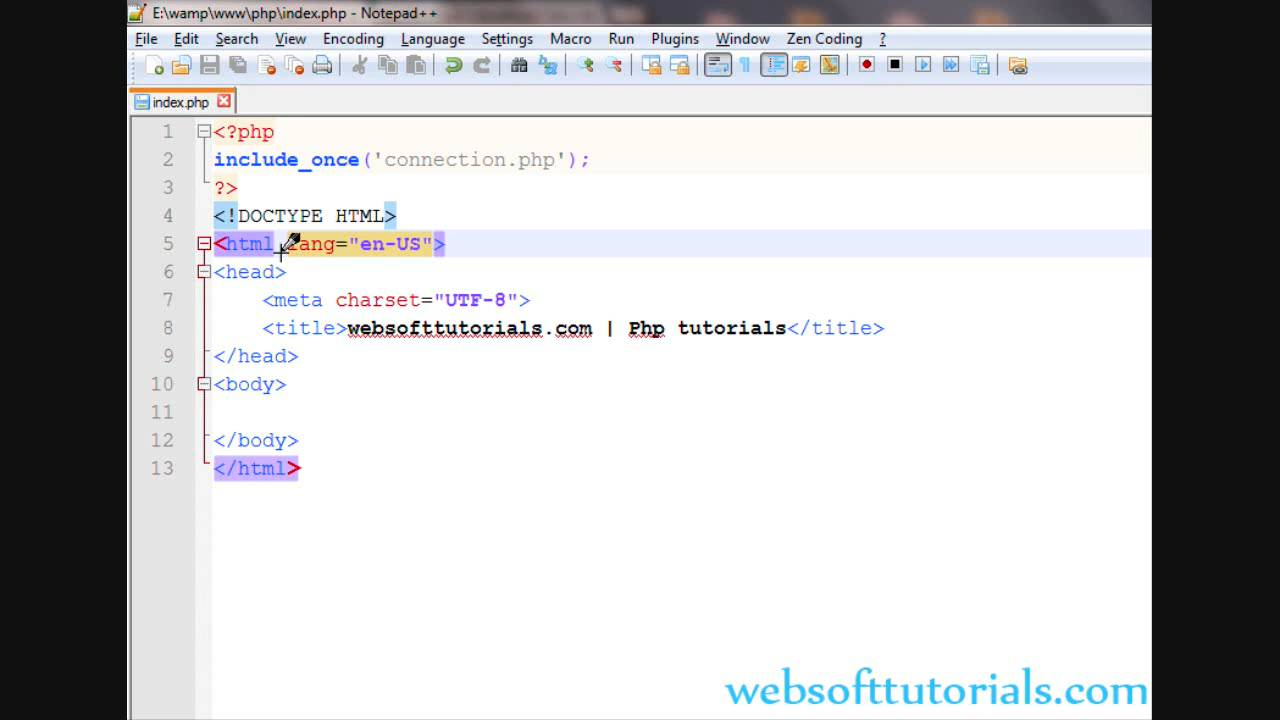 E:\wamp\www\php\index.php - Notepad++
File Edit Search View Encoding Language Settings Macro Run Plugins Window Zen Coding ?
index.php
1 <?php
2 include_once('connection.php');
3 ?>
4 <!DOCTYPE HTML>
5 <html lang="en-US">
6 <head>
7 <meta charset="UTF-8">
8 <title>websofttutorials.com | Php tutorials</title>
9 </head>
10 <body>
11
12 </body>
13 </html>
websofttutorials.com